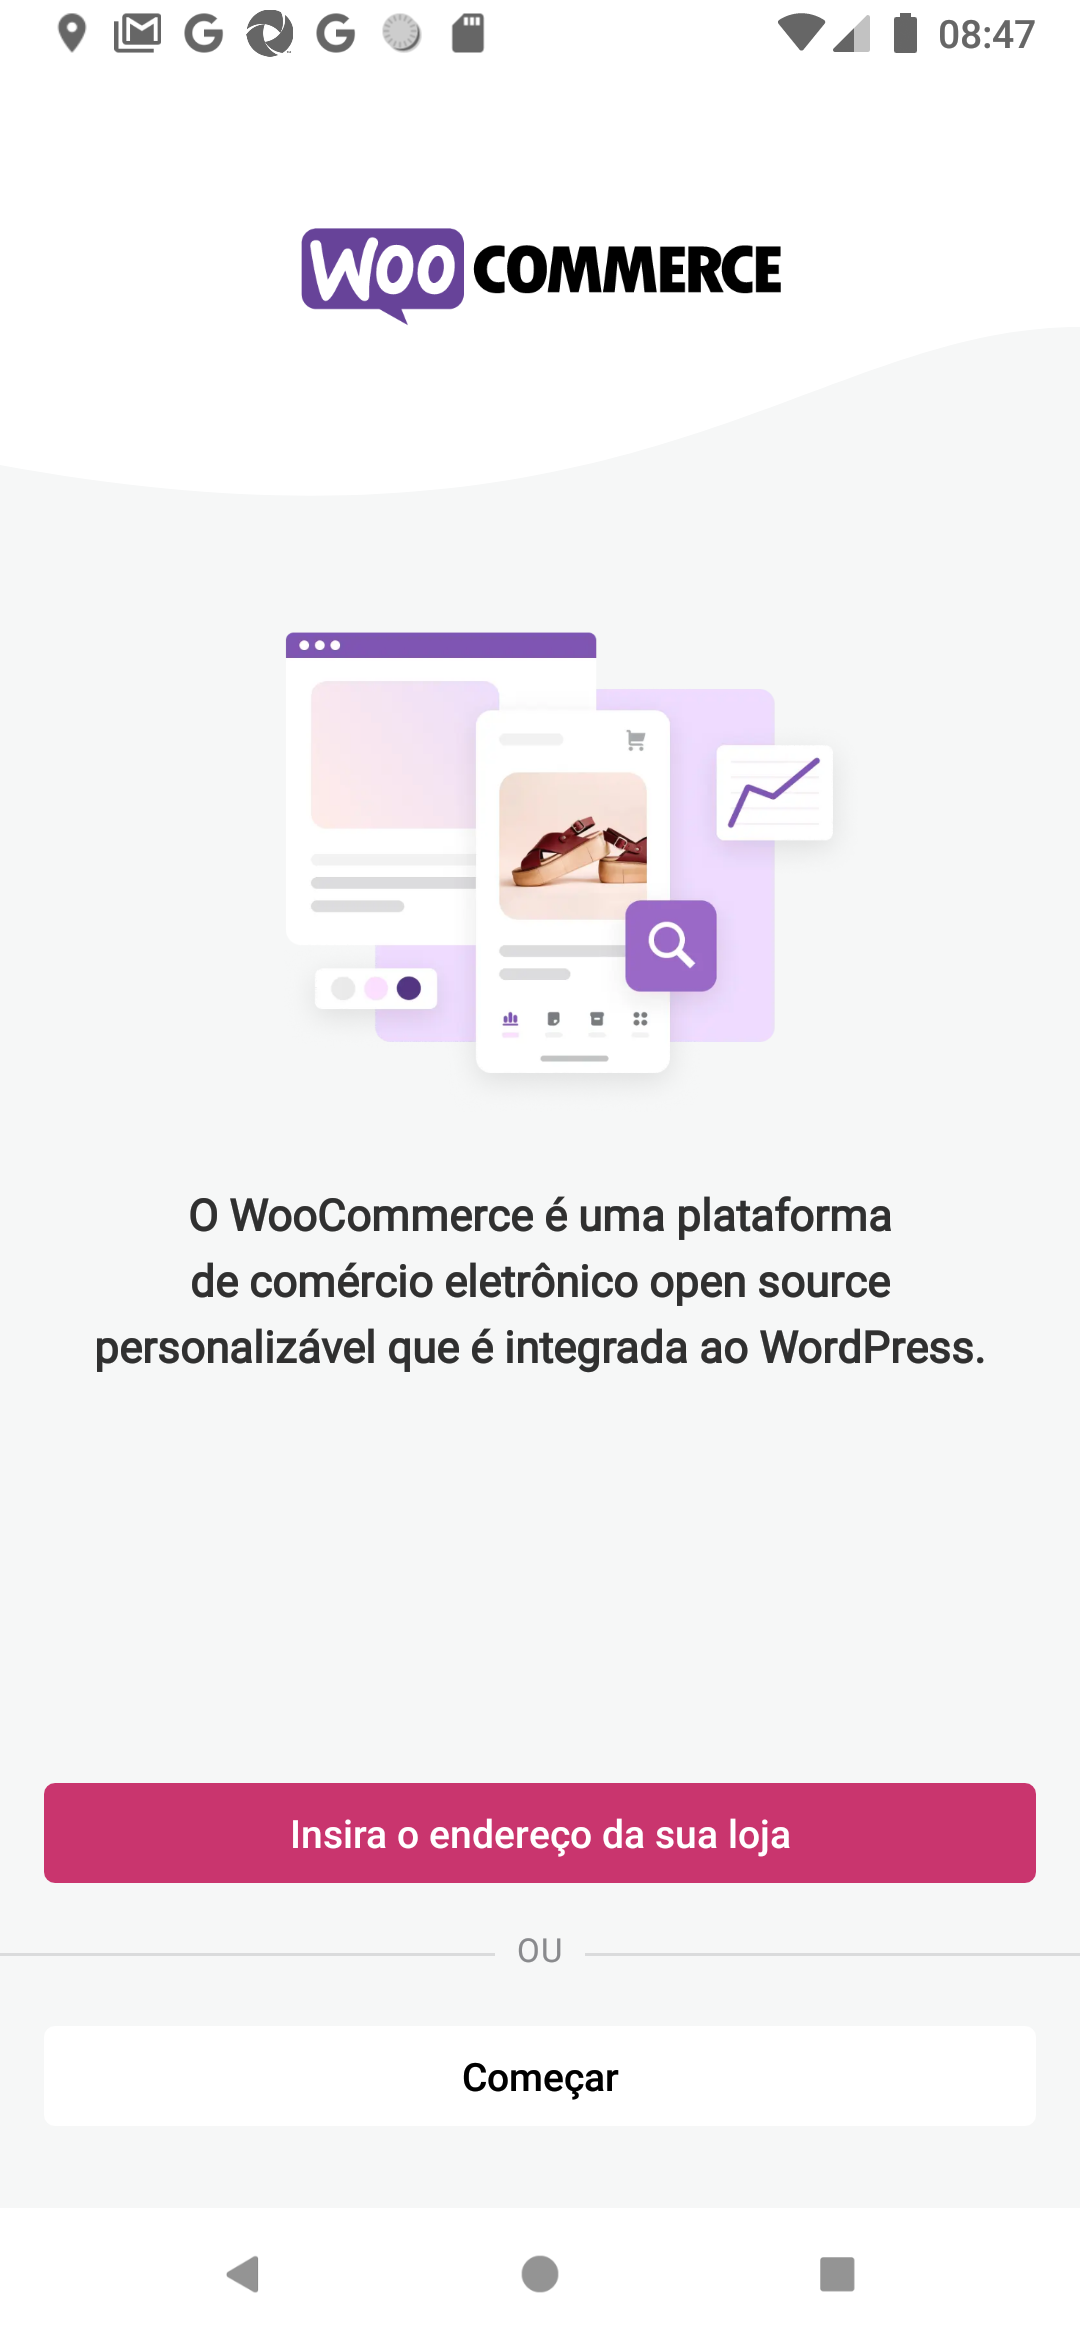 08:47
WOO COMMERCE
O WooCommerce é uma plataforma
de comércio eletrônico open source
personalizável que é integrada ao WordPress.
Insira o endereço da sua loja
OU
Começar